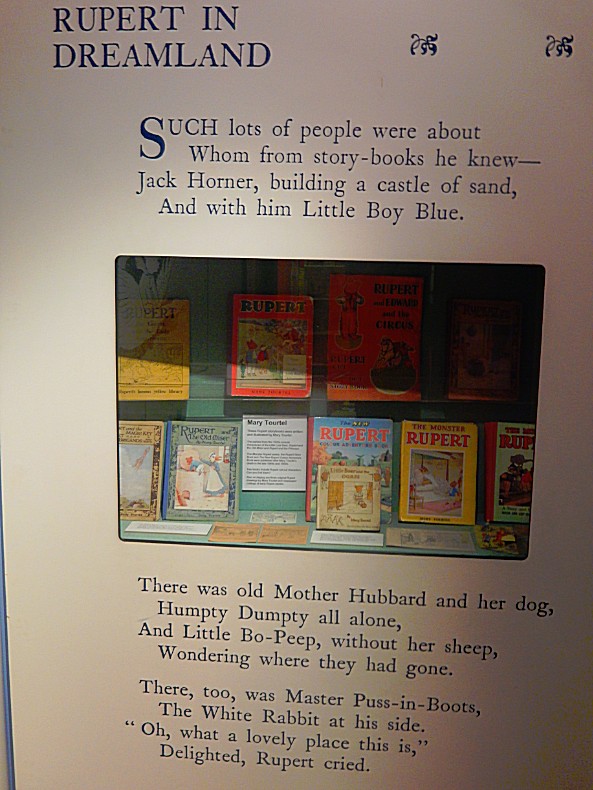 RUPERT IN
DREAMLAND
SUCH lots of people were about
Whom from story-books he knew—
Jack Horner, building a castle of sand,
And with him Little Boy Blue.
RUPERT
RUPERT
RUPERT
and EDWARD
and the
CIRCUS
RUPERT
RUPERT
and
The Old Miser
Mary Tourtel
The NEW
RUPERT
THE MONSTER
RUPERT
MARY TOURTEL
There was old Mother Hubbard and her dog,
Humpty Dumpty all alone,
And Little Bo-Peep, without her sheep,
Wondering where they had gone.
There, too, was Master Puss-in-Boots,
The White Rabbit at his side.
“ Oh, what a lovely place this is,”
Delighted, Rupert cried.